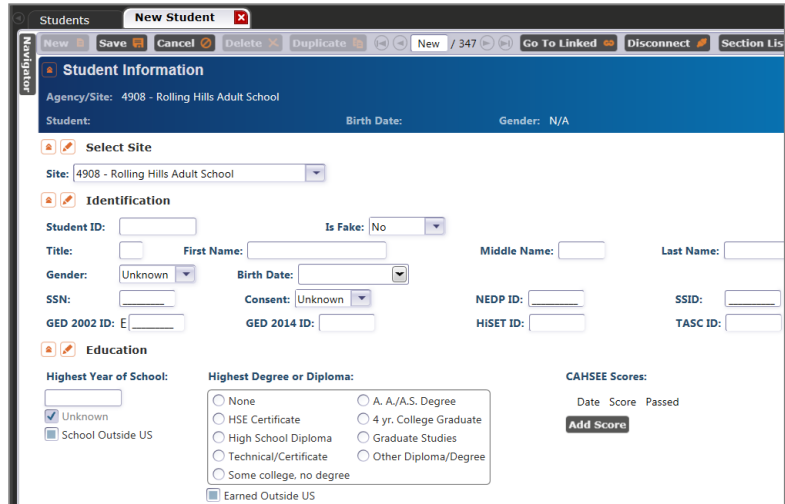 Students New Student
Navigator
New Save Cancel Delete Duplicate New / 347 Go To Linked Disconnect Section Lis
Student Information
Agency/Site: 4908 - Rolling Hills Adult School
Student: Birth Date: Gender: N/A
Select Site
Site: 4908 - Rolling Hills Adult School
Identification
Student ID: Is Fake: No
Title: First Name: Middle Name: Last Name:
Gender: Unknown Birth Date:
SSN: Consent: Unknown NEDP ID: SSID:
GED 2002 ID: E GED 2014 ID: HiSET ID: TASC ID:
Education
Highest Year of School: Highest Degree or Diploma: CAHSEE Scores:
None A. A./A.S. Degree Date Score Passed
Unknown HSE Certificate 4 yr. College Graduate Add Score
School Outside US High School Diploma Graduate Studies
Technical/Certificate Other Diploma/Degree
Some college, no degree
Earned Outside US